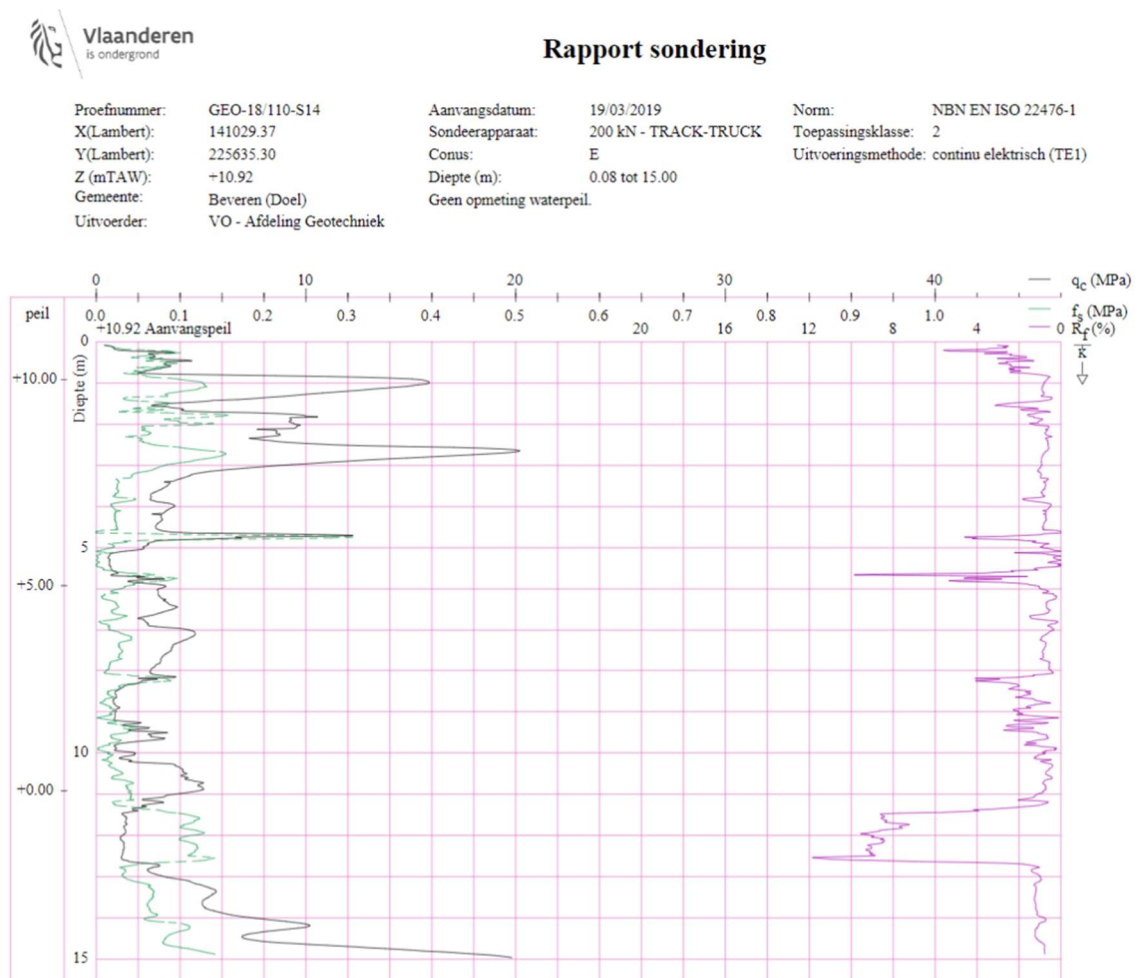 Vlaanderen
is ondergrond
Rapport sondering
Proefnummer: GEO-18/110-S14 Aanvangsdatum: 19/03/2019 Norm: NBN EN ISO 22476-1
X(Lambert): 141029.37 Sondeerapparaat: 200 kN - TRACK-TRUCK Toepassingsklasse: 2
Y(Lambert): 225635.30 Conus: E Uitvoeringsmethode: continu elektrisch (TE1)
Z (mTAW): +10.92 Diepte (m): 0.08 tot 15.00
Gemeente: Beveren (Doel) Geen opmeting waterpeil.
Uitvoerder: VO - Afdeling Geotechniek
0 10 20 30 40 qc (MPa)
peil 0.0 0.1 0.2 0.3 0.4 0.5 0.6 0.7 0.8 0.9 1.0 fs (MPa)
+10.92 Aanvangspeil 20 16 12 8 4 0 Rf (%)
0
K
+10.00
Diepte (m)
5
+5.00
10
+0.00
15